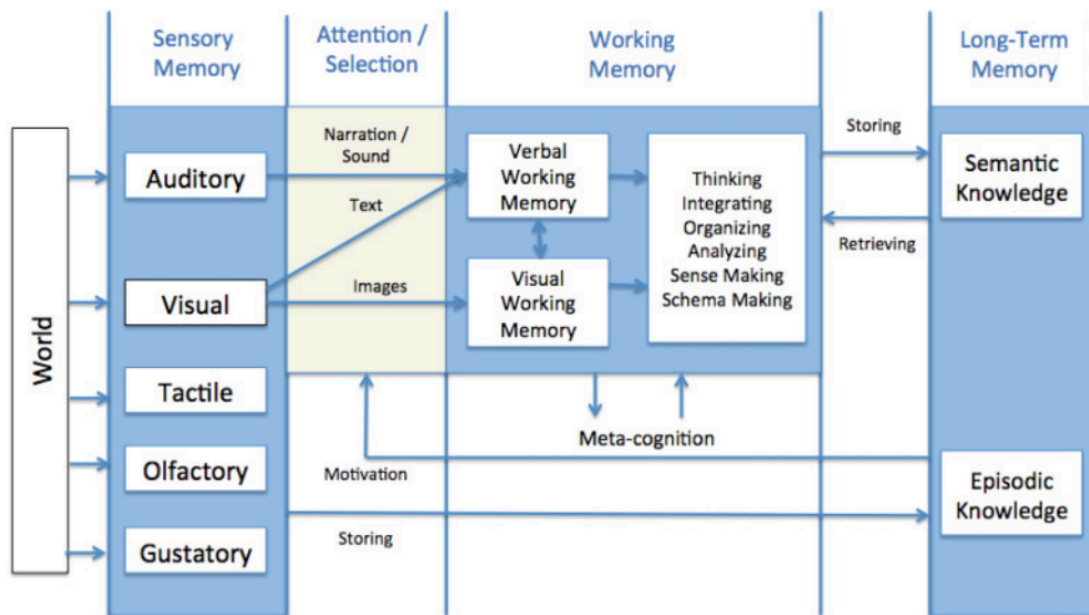 Sensory
Memory
Attention /
Selection
Working
Memory
Long-Term
Memory
World
Auditory
Visual
Tactile
Olfactory
Gustatory
Narration /
Sound
Text
Images
Motivation
Storing
Verbal
Working
Memory
Visual
Working
Memory
Thinking
Integrating
Organizing
Analyzing
Sense Making
Schema Making
Meta-cognition
Storing
Retrieving
Semantic
Knowledge
Episodic
Knowledge